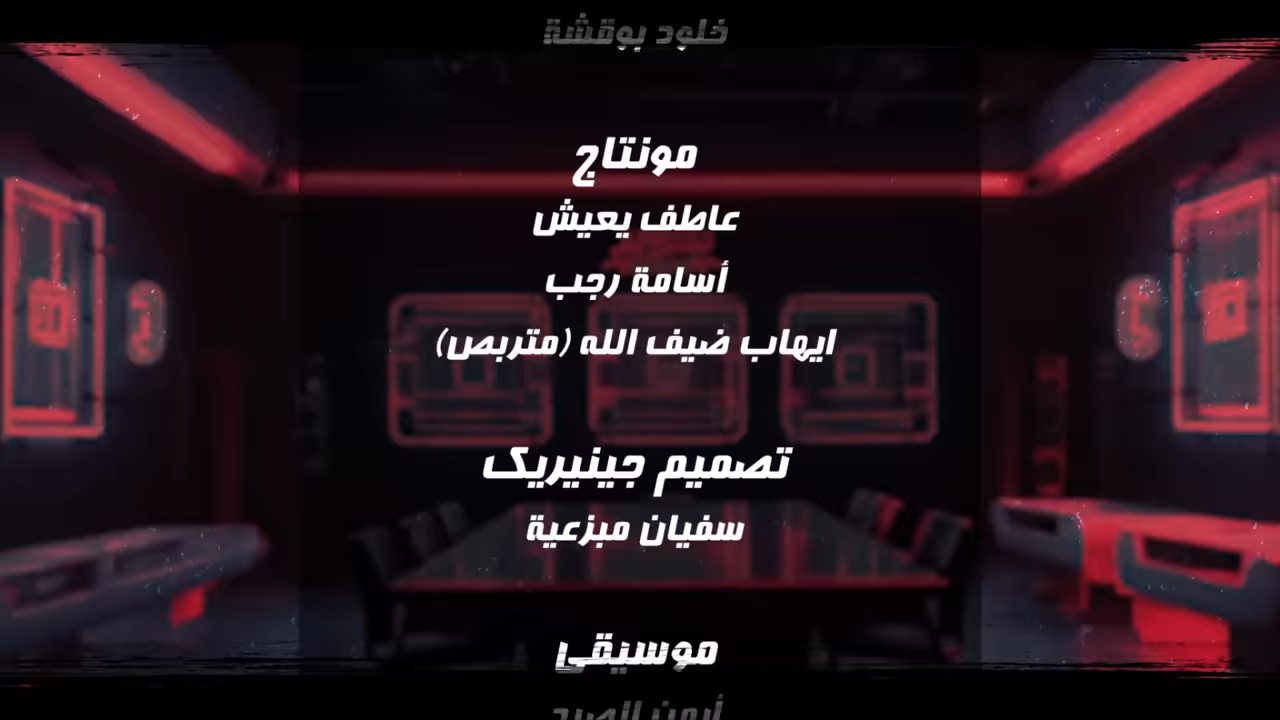 خلود بوقشة
مونتاج
عاطف يعيش
أسامة رجب
ايهاب ضيف الله (متربص)
تصميم جينيريك
سفيان مبزعية
موسيقى